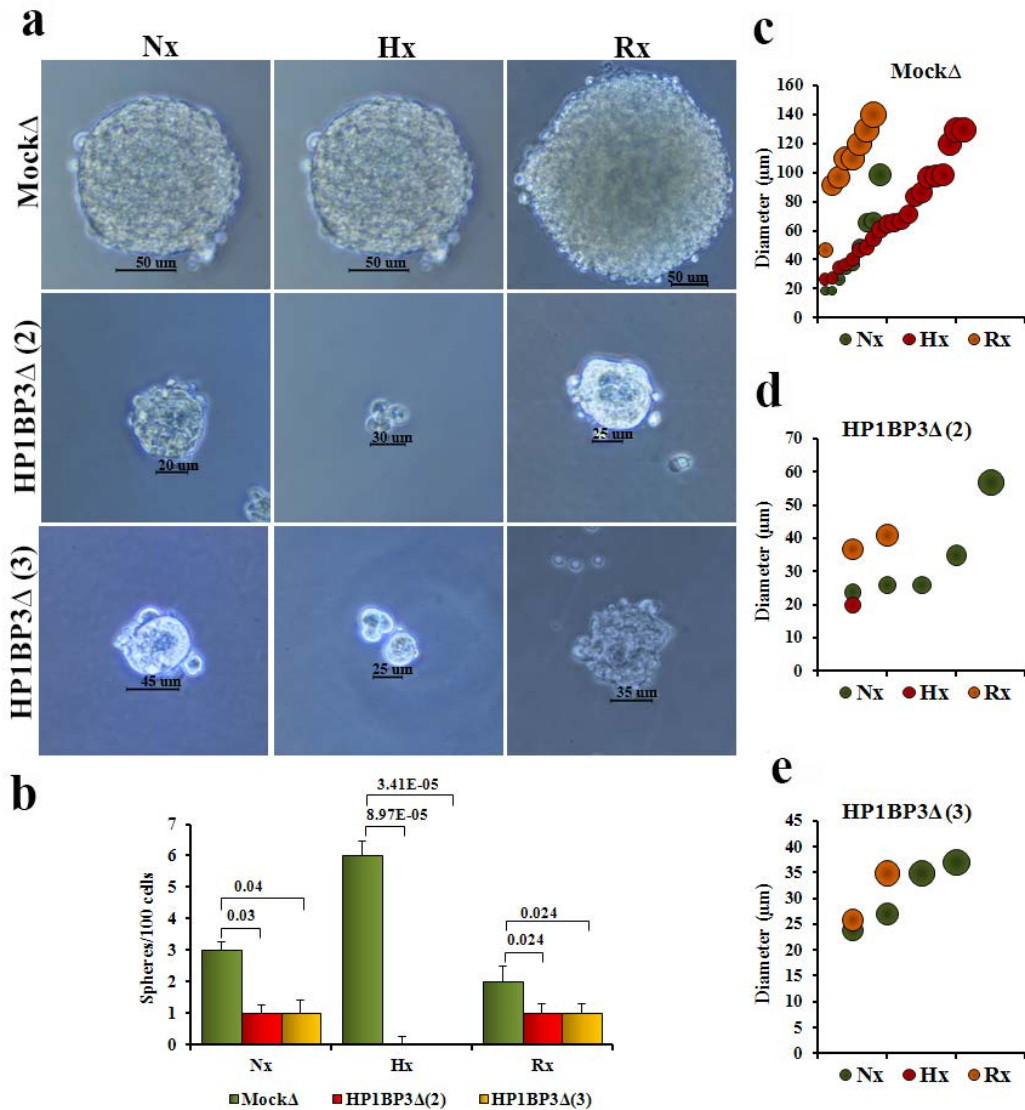 a
Nx Hx Rx
MockΔ
50 um
50 um
50 um
HP1BP3Δ (2)
20 um
30 um
25 um
HP1BP3Δ (3)
45 um
25 um
35 um
b
3.41E-05
8.97E-05
0.04
0.03
0.024
0.024
Spheres/100 cells
7
6
5
4
3
2
1
0
Nx Hx Rx
MockΔ HP1BP3Δ(2) HP1BP3Δ(3)
c
MockΔ
Diameter (μm)
160
140
120
100
80
60
40
20
0
Nx Hx Rx
d
HP1BP3Δ(2)
Diameter (μm)
70
60
50
40
30
20
10
0
Nx Hx Rx
e
HP1BP3Δ(3)
Diameter (μm)
45
40
35
30
25
20
15
10
5
0
Nx Hx Rx